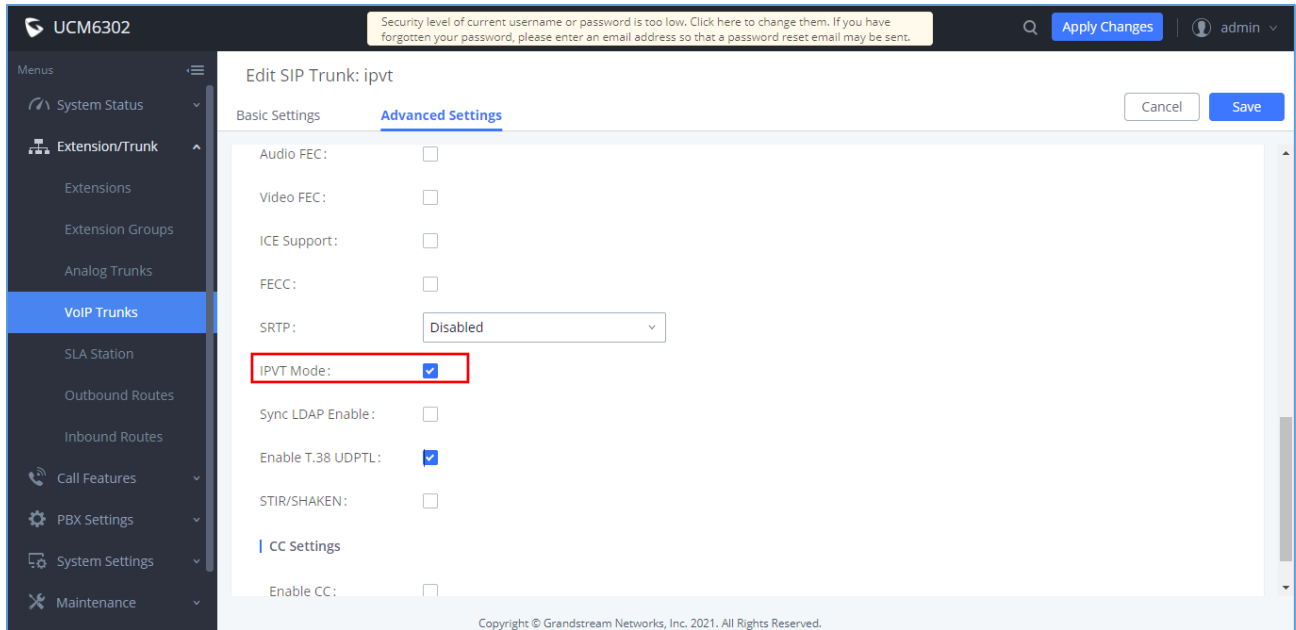 UCM6302
Security level of current username or password is too low. Click here to change them. If you have
forgotten your password, please enter an email address so that a password reset email may be sent.
Apply Changes
admin
Menus
System Status
Extension/Trunk
Extensions
Extension Groups
Analog Trunks
VoIP Trunks
SLA Station
Outbound Routes
Inbound Routes
Call Features
PBX Settings
System Settings
Maintenance
Edit SIP Trunk: ipvt
Basic Settings
Advanced Settings
Cancel
Save
Audio FEC:
Video FEC:
ICE Support:
FECC:
SRTP: Disabled
IPVT Mode:
Sync LDAP Enable:
Enable T.38 UDPTL:
STIR/SHAKEN:
CC Settings
Enable CC:
Copyright © Grandstream Networks, Inc. 2021. All Rights Reserved.